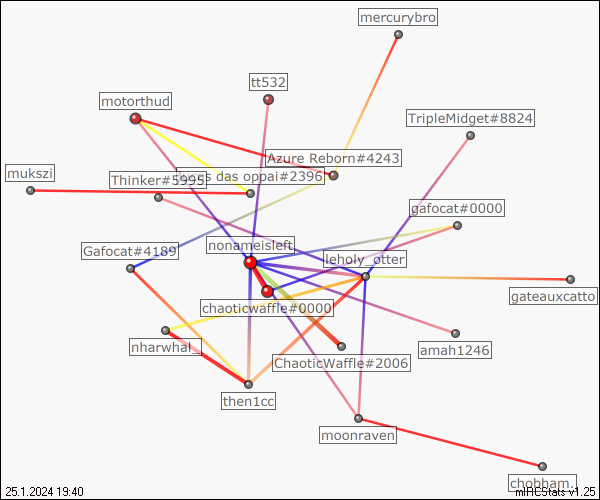 mercurybro
tt532
motorthud
TripleMidget#8824
Azure Reborn#4243
mukszi
Thinker#5995
das oppai#2396
gafocat#0000
nonameisleft
Gafocat#4189
leholy_otter
chaoticwaffle#0000
gateauxcatto
nharwhal_
amah1246
ChaoticWaffle#2006
then1cc
moonraven
chobbam.
25.1.2024 19:40
mIRCStats v1.25